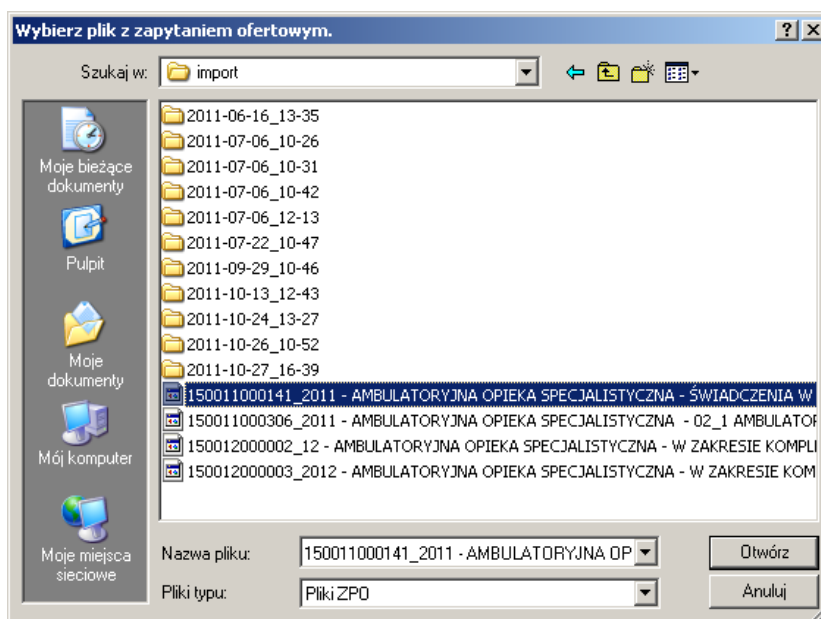 Wybierz plik z zapytaniem ofertowym.
Szukaj w:
import
Moje bieżące
dokumenty
Pulpit
Moje
dokumenty
Mój komputer
Moje miejsca
sieciowe
2011-06-16_13-35
2011-07-06_10-26
2011-07-06_10-31
2011-07-06_10-42
2011-07-06_12-13
2011-07-22_10-47
2011-09-29_10-46
2011-10-13_12-43
2011-10-24_13-27
2011-10-26_10-52
2011-10-27_16-39
150011000141_2011 - AMBULATORYJNA OPIEKA SPECJALISTYCZNA - ŚWIADCZENIA W
150011000306_2011 - AMBULATORYJNA OPIEKA SPECJALISTYCZNA - 02_1 AMBULATOR
150012000002_12 - AMBULATORYJNA OPIEKA SPECJALISTYCZNA - W ZAKRESIE KOMPL
150012000003_2012 - AMBULATORYJNA OPIEKA SPECJALISTYCZNA - W ZAKRESIE KOM
Nazwa pliku:
150011000141_2011 - AMBULATORYJNA OP
Otwórz
Pliki typu:
Pliki ZPO
Anuluj